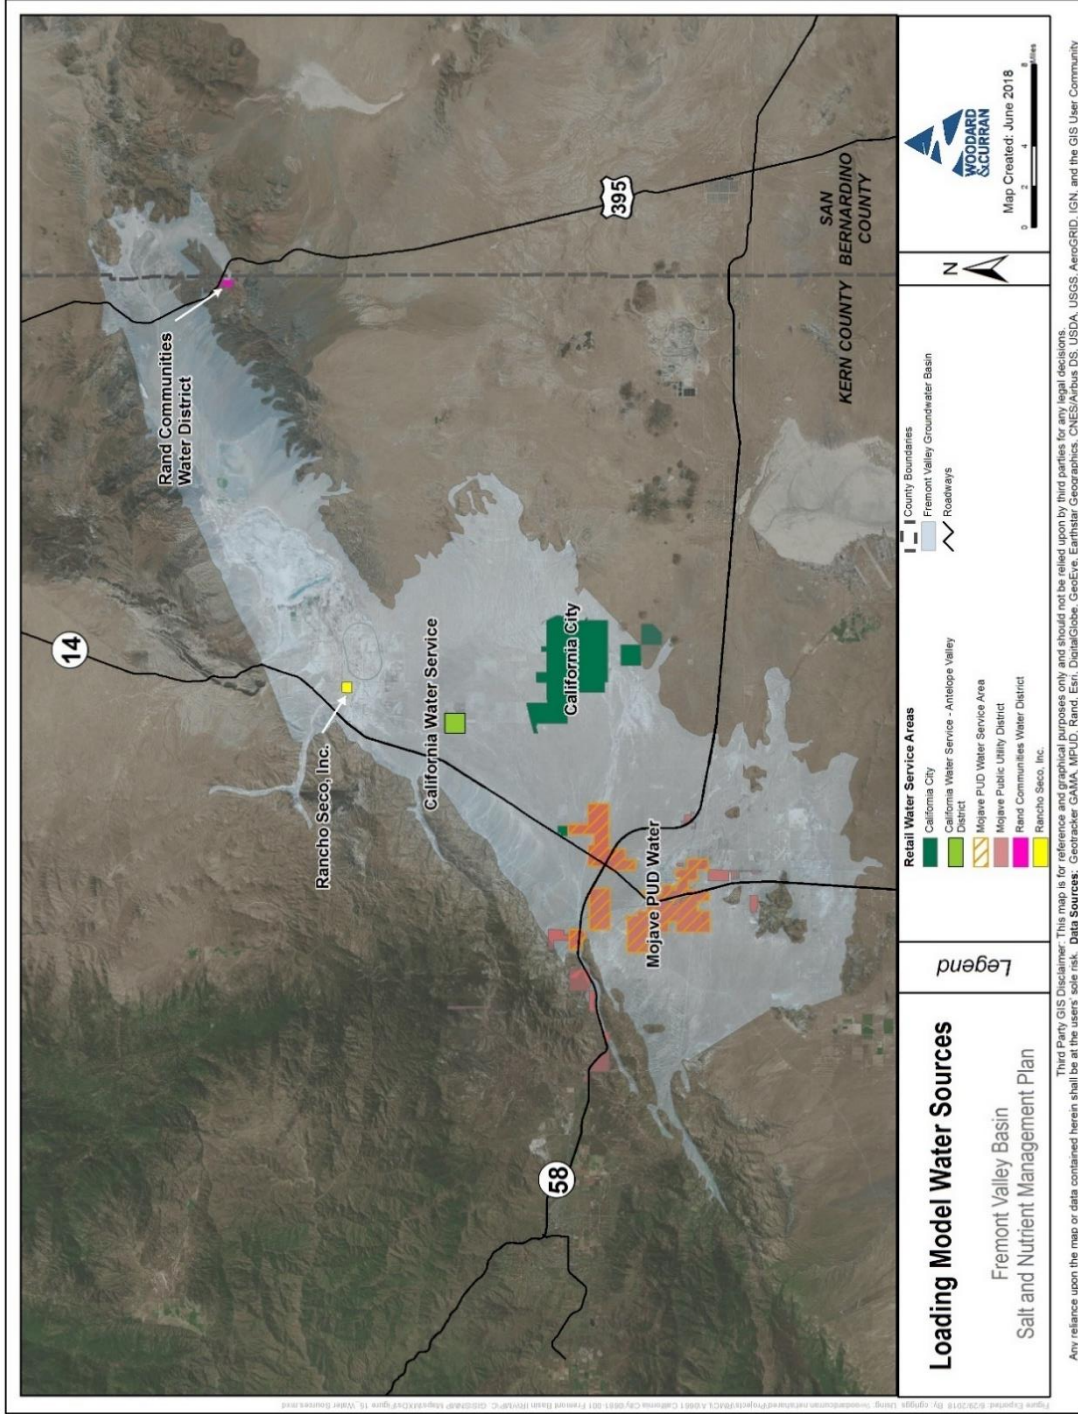 14
395
58
Rand Communities
Water District
Rancho Seco, Inc.
California Water Service
California City
Mojave PUD Water
KERN COUNTY
SAN
BERNARDINO
COUNTY
Loading Model Water Sources
Fremont Valley Basin
Salt and Nutrient Management Plan
Legend
Retail Water Service Areas
California City
California Water Service - Antelope Valley
District
Mojave PUD Water Service Area
Mojave Public Utility District
Rand Communities Water District
Rancho Seco, Inc.
County Boundaries
Fremont Valley Groundwater Basin
Roadways
N
WOODARD
&CURRAN
Map Created: June 2018
0 2 4 8
Miles
Third Party GIS Disclaimer: This map is for reference and graphical purposes only and should not be relied upon by third parties for any legal decisions.
Any reliance upon the map or data contained herein shall be at the users' sole risk. Data Sources: Geotracker GAMA, MPUD, Rand, Esri, DigitalGlobe, GeoEye, Earthstar Geographics, CNES/Airbus DS, USDA, USGS, AeroGRID, IGN, and the GIS User Community